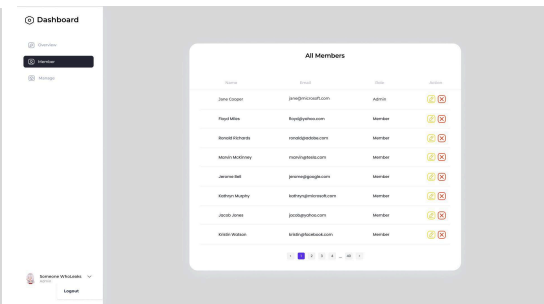 Dashboard
Overview
Member
Manage
All Members
Name Email Role Action
Jane Cooper jane@microsoft.com Admin
Floyd Miles floyd@yahoo.com Member
Ronald Richards ronald@adobe.com Member
Marvin McKinney marvin@tesla.com Member
Jerome Bell jerome@google.com Member
Kathryn Murphy kathryn@microsoft.com Member
Jacob Jones jacob@yahoo.com Member
Kristin Watson kristin@facebook.com Member
< 1 2 3 4 ... 40 >
Someone WhoLeaks
Admin
Logout